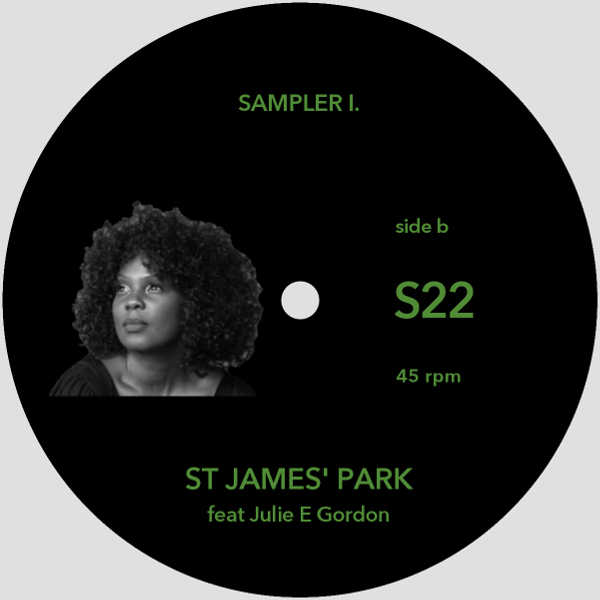 SAMPLER I.
side b
S22
45 rpm
ST JAMES' PARK
feat Julie E Gordon